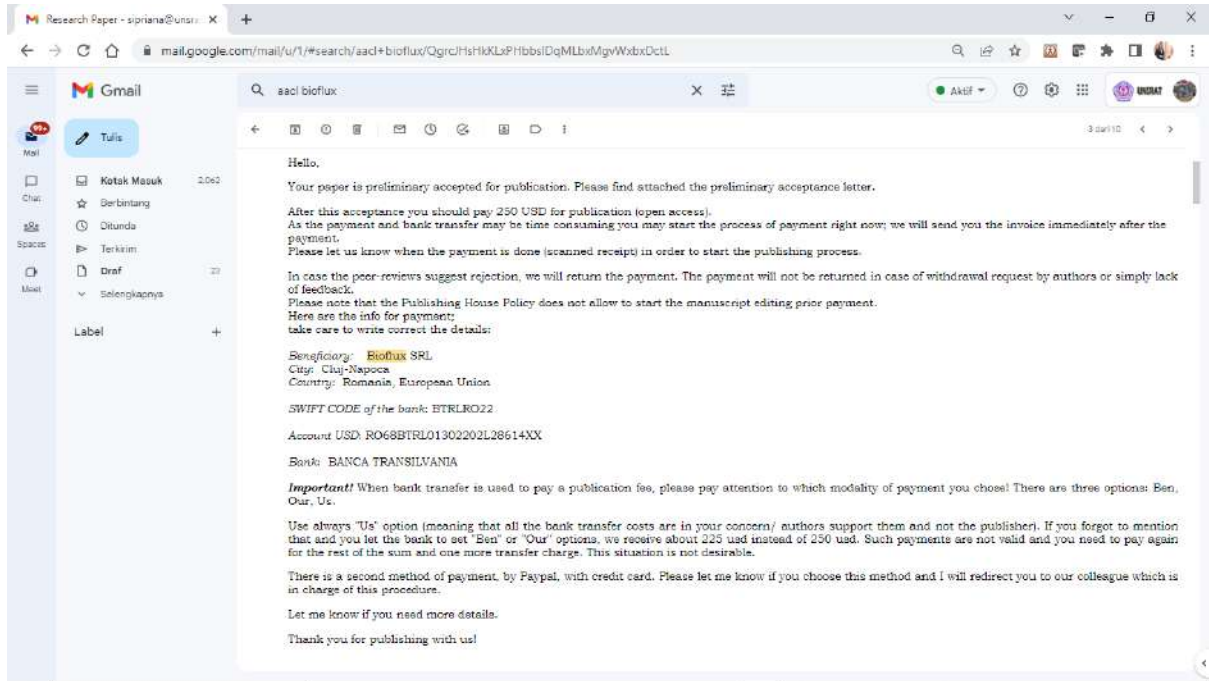 Research Paper - sipriana@unsr
mail.google.com/mail/u/1/#search/aacl+bioflux/QgrcJHsHkKLxPHbbslDqMLbxMgvWxbxDctL
Gmail
aacl bioflux
Aktif
UNSRAT
99+
Mail
Tulis
3 dari 10
Chat
Spaces
Meet
Kotak Masuk 2.062
Berbintang
Ditunda
Terkirim
Draf 22
Selengkapnya
Label +
Hello,
Your paper is preliminary accepted for publication. Please find attached the preliminary acceptance letter.
After this acceptance you should pay 250 USD for publication (open access).
As the payment and bank transfer may be time consuming you may start the process of payment right now; we will send you the invoice immediately after the
payment.
Please let us know when the payment is done (scanned receipt) in order to start the publishing process.
In case the peer-reviews suggest rejection, we will return the payment. The payment will not be returned in case of withdrawal request by authors or simply lack
of feedback.
Please note that the Publishing House Policy does not allow to start the manuscript editing prior payment.
Here are the info for payment;
take care to write correct the details:
Beneficiary: Bioflux SRL
City: Cluj-Napoca
Country: Romania, European Union
SWIFT CODE of the bank: BTRLRO22
Account USD: RO68BTRL01302202L28614XX
Bank: BANCA TRANSILVANIA
Important! When bank transfer is used to pay a publication fee, please pay attention to which modality of payment you chose! There are three options: Ben,
Our, Us.
Use always "Us" option (meaning that all the bank transfer costs are in your concern/ authors support them and not the publisher). If you forgot to mention
that and you let the bank to set "Ben" or "Our" options, we receive about 225 usd instead of 250 usd. Such payments are not valid and you need to pay again
for the rest of the sum and one more transfer charge. This situation is not desirable.
There is a second method of payment, by Paypal, with credit card. Please let me know if you choose this method and I will redirect you to our colleague which is
in charge of this procedure.
Let me know if you need more details.
Thank you for publishing with us!